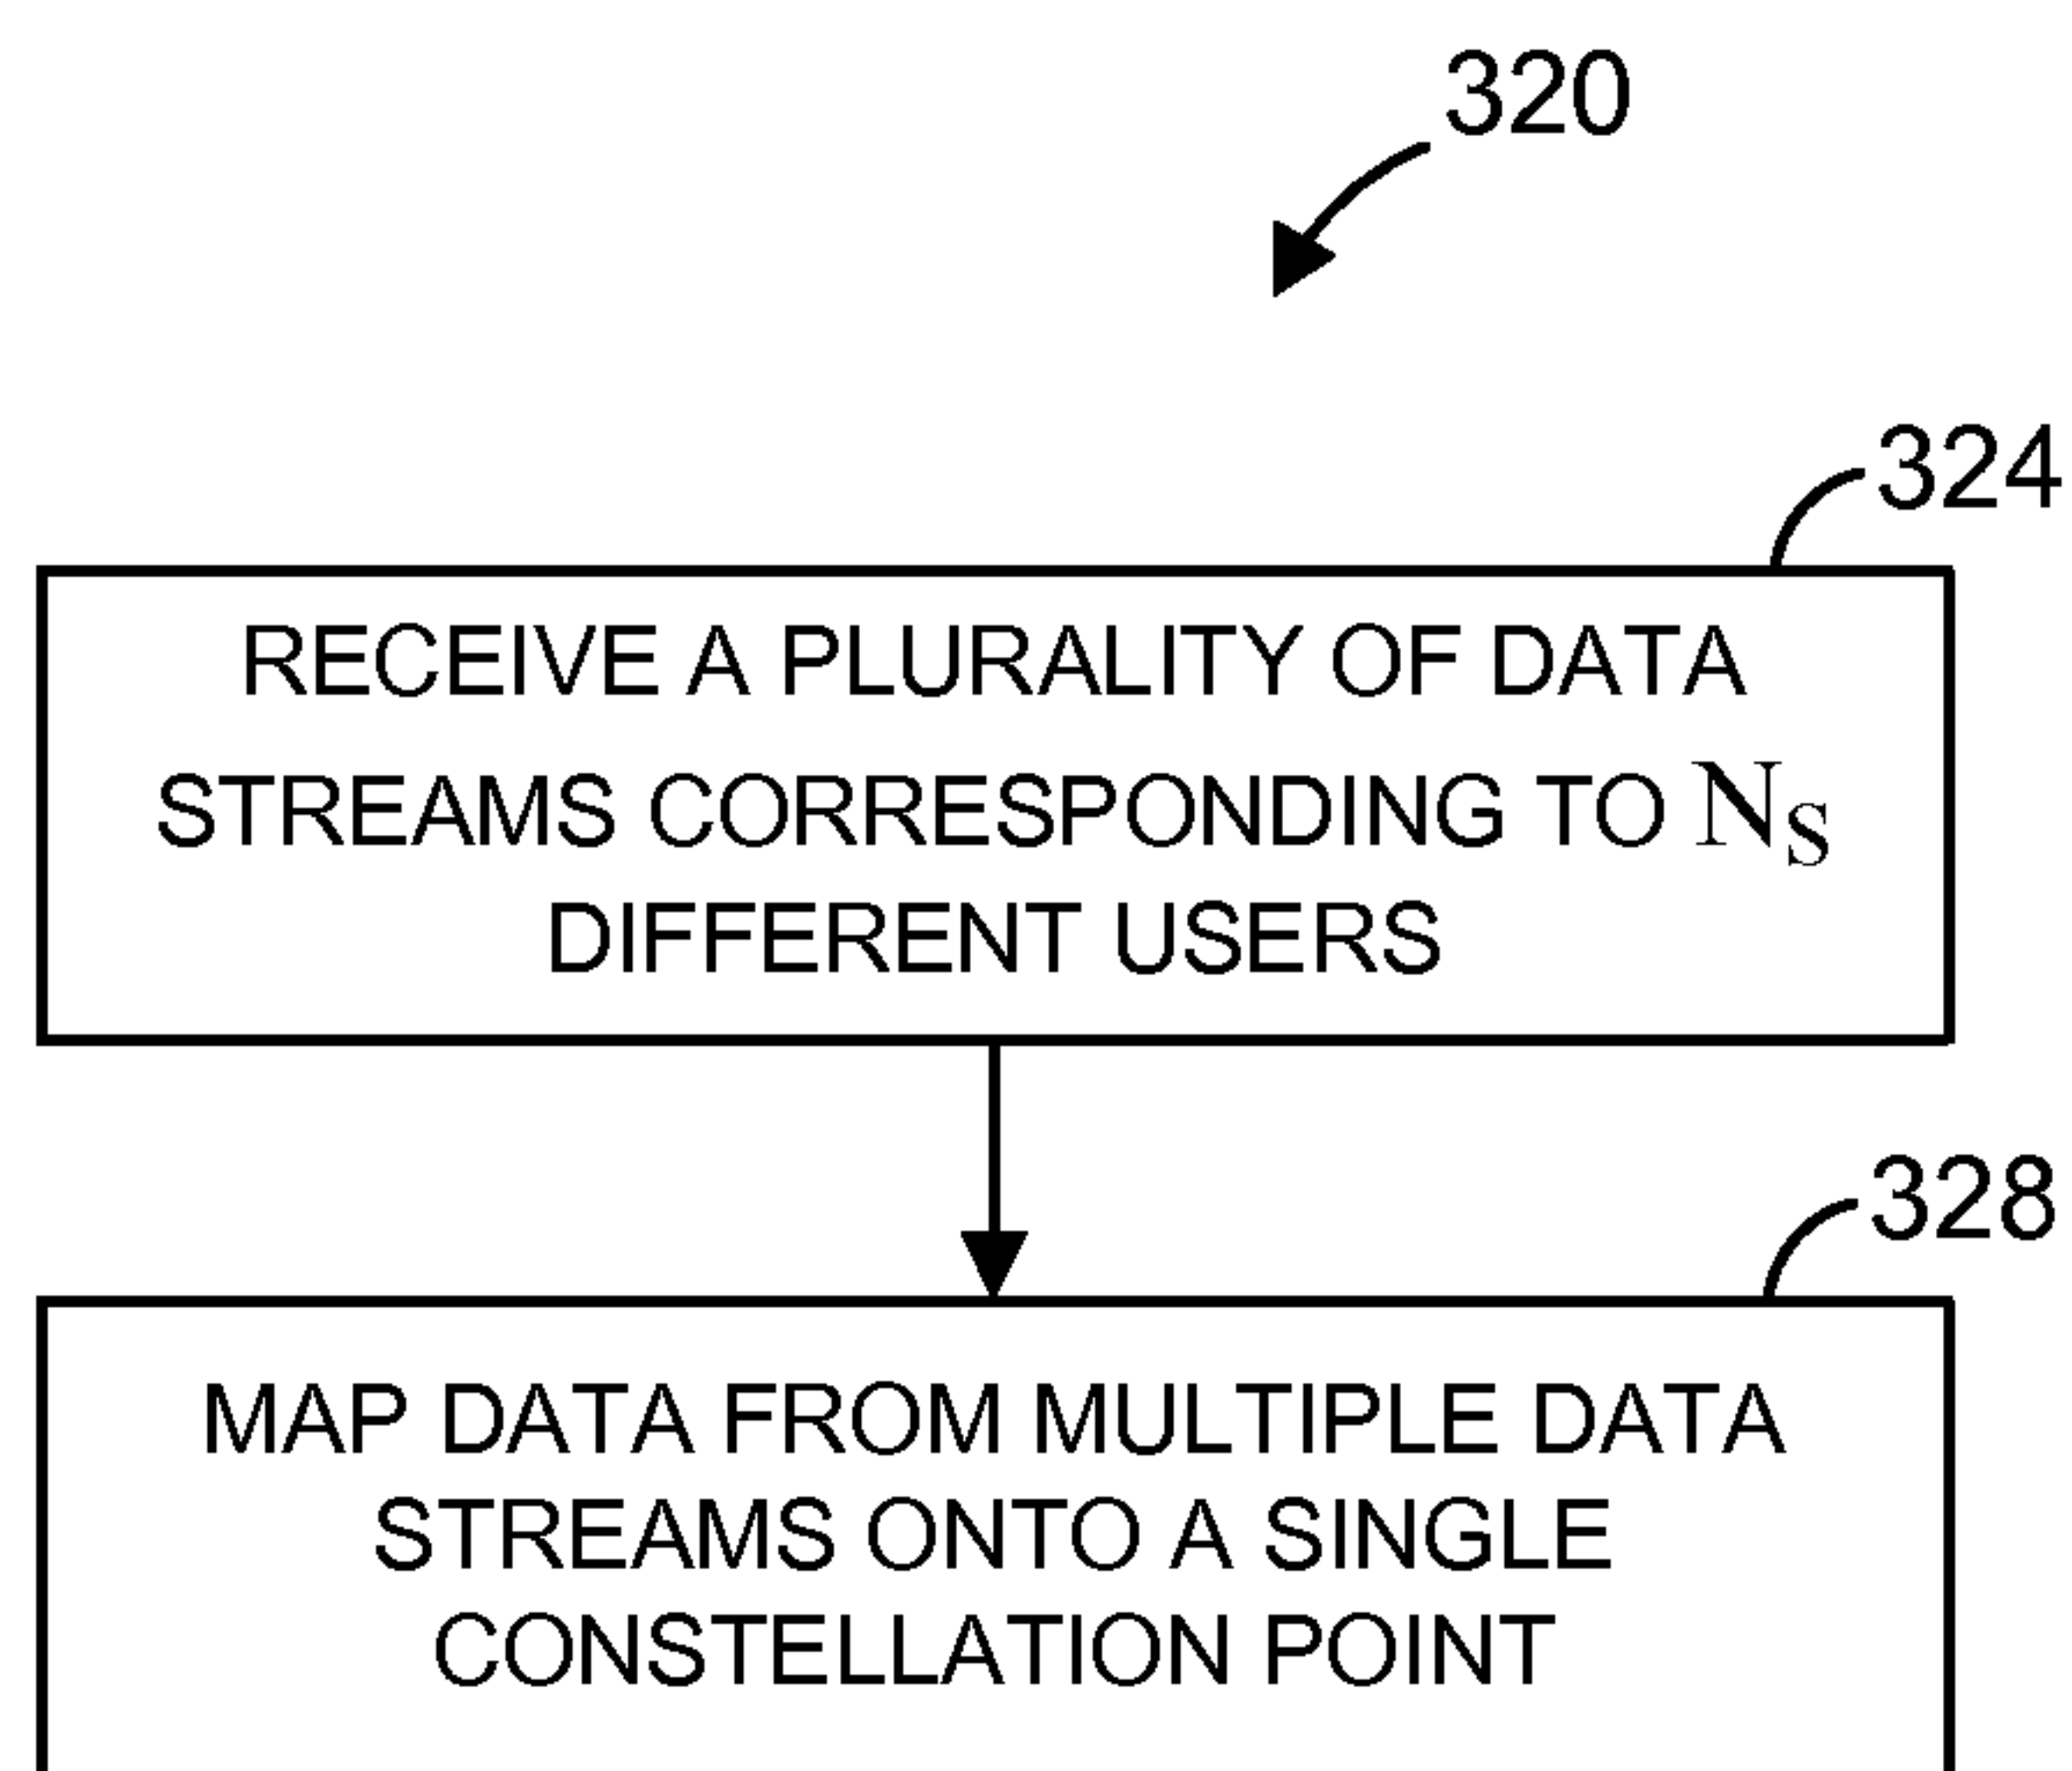 320
324
RECEIVE A PLURALITY OF DATA
STREAMS CORRESPONDING TO N_S
DIFFERENT USERS
328
MAP DATA FROM MULTIPLE DATA
STREAMS ONTO A SINGLE
CONSTELLATION POINT